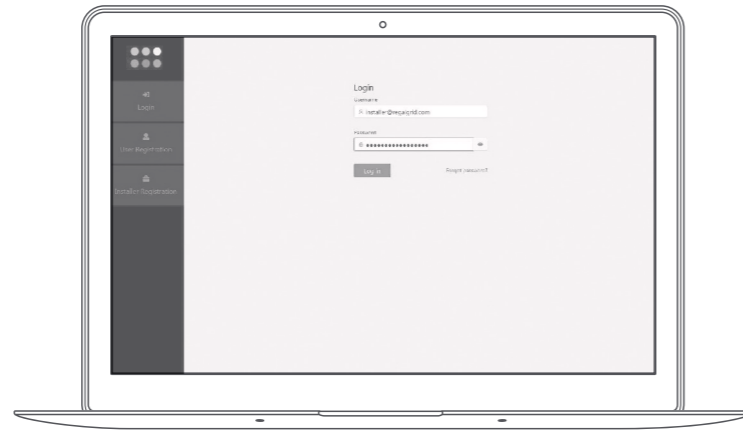 Login
User Registration
Installer Registration
Login
Username
installer@regalgrid.com
Password
Log in
Forgot password?